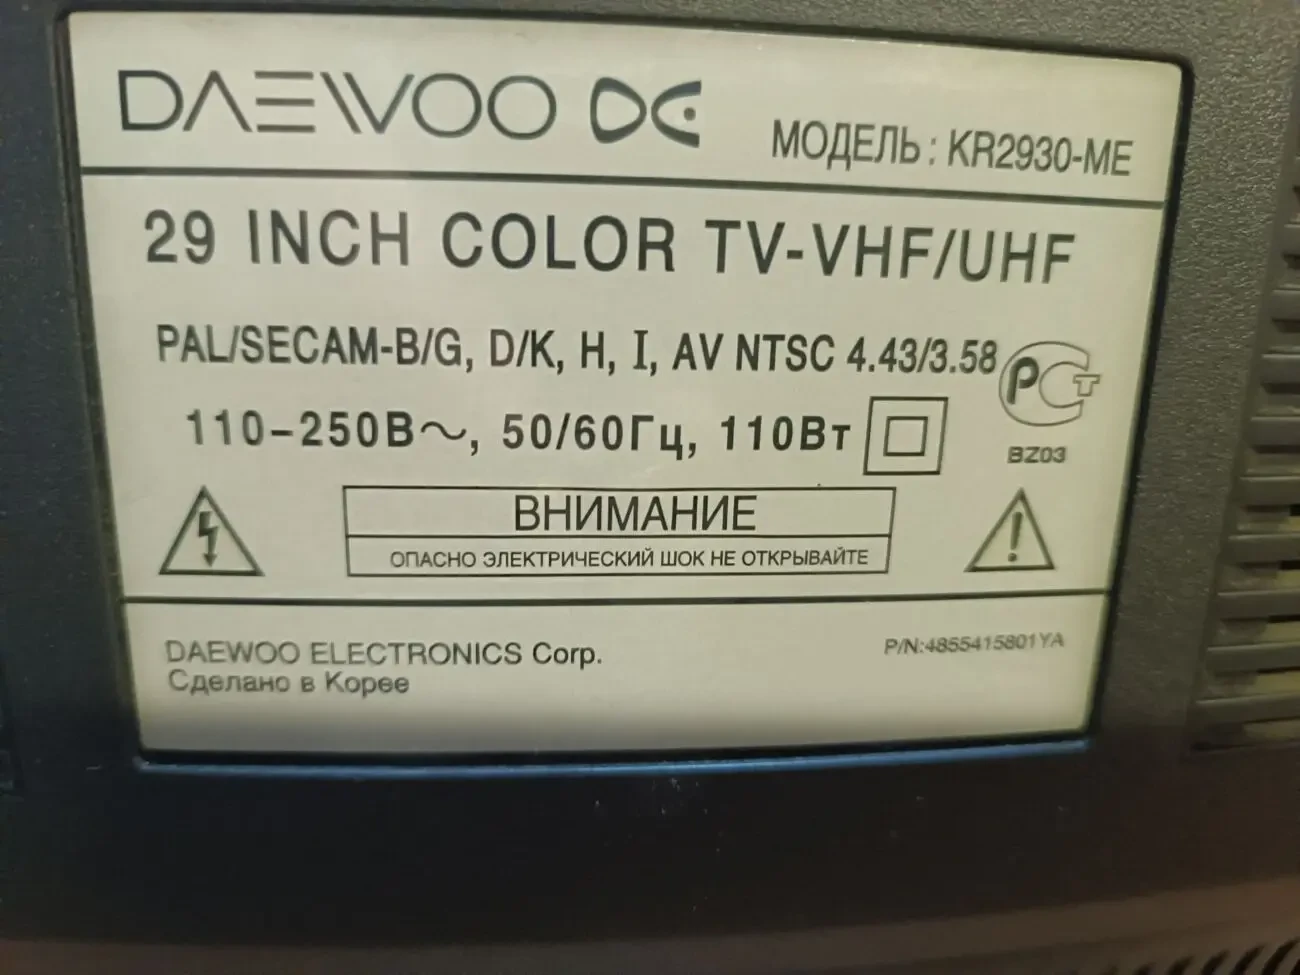 DAEWOO
МОДЕЛЬ : KR2930-ME
29 INCH COLOR TV-VHF/UHF
PAL/SECAM-B/G, D/K, H, I, AV NTSC 4.43/3.58
РСТ
110-250В~, 50/60Гц, 110Вт
BZ03
ВНИМАНИЕ
ОПАСНО ЭЛЕКТРИЧЕСКИЙ ШОК НЕ ОТКРЫВАЙТЕ
DAEWOO ELECTRONICS Corp.
P/N:4855415801YA
Сделано в Корее